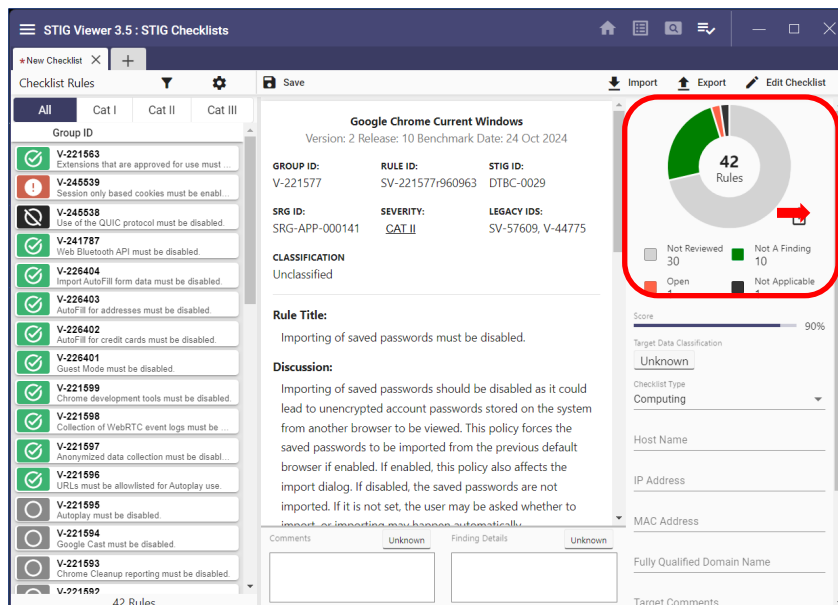 STIG Viewer 3.5 : STIG Checklists
*New Checklist
Checklist Rules
Save
Import
Export
Edit Checklist
All
Cat I
Cat II
Cat III
Group ID
V-221563
Extensions that are approved for use must ...
V-245539
Session only based cookies must be enabl...
V-245538
Use of the QUIC protocol must be disabled.
V-241787
Web Bluetooth API must be disabled.
V-226404
Import AutoFill form data must be disabled.
V-226403
AutoFill for addresses must be disabled.
V-226402
AutoFill for credit cards must be disabled.
V-226401
Guest Mode must be disabled.
V-221599
Chrome development tools must be disabled.
V-221598
Collection of WebRTC event logs must be ...
V-221597
Anonymized data collection must be disabl...
V-221596
URLs must be allowlisted for Autoplay use.
V-221595
Autoplay must be disabled.
V-221594
Google Cast must be disabled.
V-221593
Chrome Cleanup reporting must be disabled.
V-221592
42 Rules
Google Chrome Current Windows
Version: 2 Release: 10 Benchmark Date: 24 Oct 2024
GROUP ID:
RULE ID:
STIG ID:
V-221577
SV-221577r960963
DTBC-0029
SRG ID:
SEVERITY:
LEGACY IDS:
SRG-APP-000141
CAT II
SV-57609, V-44775
CLASSIFICATION
Unclassified
Rule Title:
Importing of saved passwords must be disabled.
Discussion:
Importing of saved passwords should be disabled as it could
lead to unencrypted account passwords stored on the system
from another browser to be viewed. This policy forces the
saved passwords to be imported from the previous default
browser if enabled. If enabled, this policy also affects the
import dialog. If disabled, the saved passwords are not
imported. If it is not set, the user may be asked whether to
import, or importing may happen automatically.
Comments
Unknown
Finding Details
Unknown
42
Rules
Not Reviewed
30
Not A Finding
10
Open
Not Applicable
Score
90%
Target Data Classification
Unknown
Checklist Type
Computing
Host Name
IP Address
MAC Address
Fully Qualified Domain Name
Target Comments